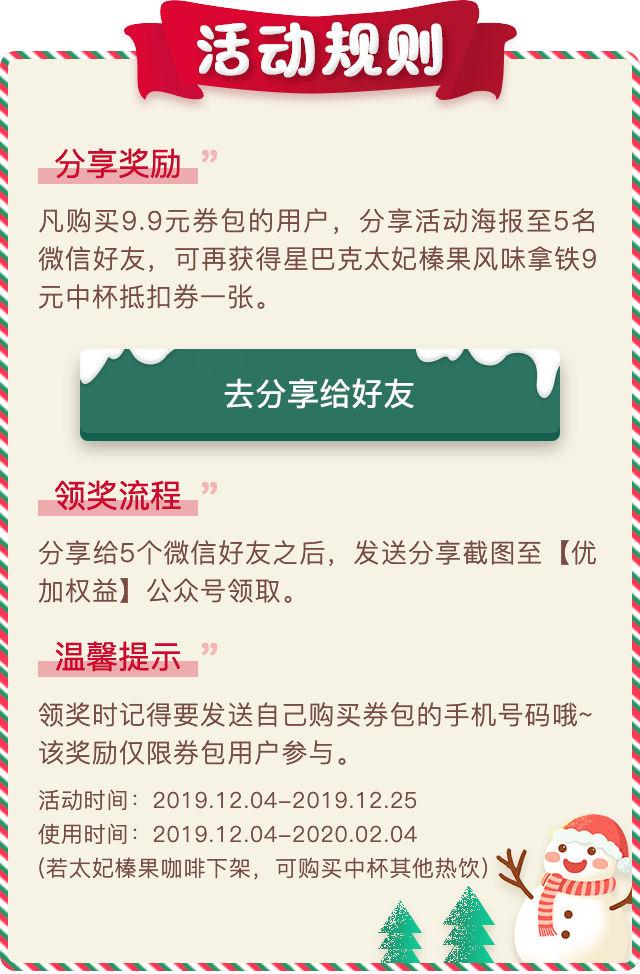 活动规则
分享奖励 ”
凡购买9.9元券包的用户，分享活动海报至5名
微信好友，可再获得星巴克太妃榛果风味拿铁9
元中杯抵扣券一张。
去分享给好友
领奖流程 ”
分享给5个微信好友之后，发送分享截图至【优
加权益】公众号领取。
温馨提示 ”
领奖时记得要发送自己购买券包的手机号码哦~
该奖励仅限券包用户参与。
活动时间：2019.12.04-2019.12.25
使用时间：2019.12.04-2020.02.04
(若太妃榛果咖啡下架，可购买中杯其他热饮)